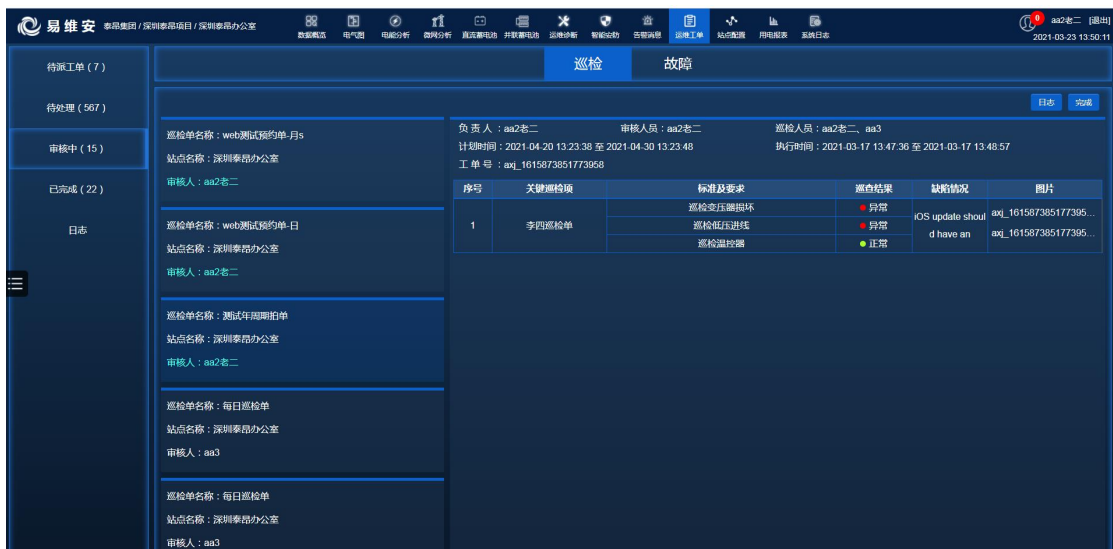 易维安 泰昂集团 / 深圳泰昂项目 / 深圳泰昂办公室 数据概览 电气图 电能分析 微网分析 直流蓄电池 并联蓄电池 运维诊断 智能安防 告警消息 运维工单 站点配置 用电报表 系统日志 0 aa2老二 [退出]
2021-03-23 13:50:11
待派工单 ( 7 )
待处理 ( 567 )
审核中 ( 15 )
已完成 ( 22 )
日志
巡检 故障
日志 完成
巡检单名称:web测试预约单-月s
站点名称:深圳泰昂办公室
审核人:aa2老二
巡检单名称:web测试预约单-日
站点名称:深圳泰昂办公室
审核人:aa2老二
巡检单名称:测试年周期拍单
站点名称:深圳泰昂办公室
审核人:aa2老二
巡检单名称:每日巡检单
站点名称:深圳泰昂办公室
审核人:aa3
巡检单名称:每日巡检单
站点名称:深圳泰昂办公室
审核人:aa3
负 责 人:aa2老二 审核人员:aa2老二 巡检人员:aa2老二、aa3
计划时间:2021-04-20 13:23:38 至 2021-04-30 13:23:48 执行时间:2021-03-17 13:47:36 至 2021-03-17 13:48:57
工 单 号:axj_1615873851773958
序号 关键巡检项 标准及要求 巡查结果 缺陷情况 图片
1 李四巡检单
巡检变压器损坏 异常
巡检低压进线 异常
巡检温控器 正常
iOS update shoul
d have an
axj_161587385177395...
axj_161587385177395...